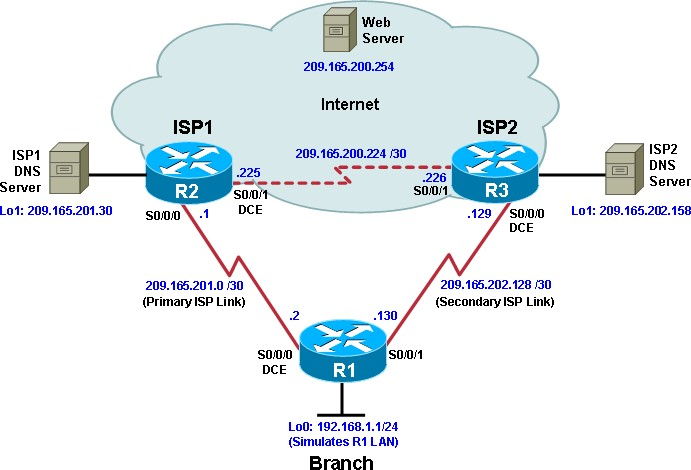 Web
Server
209.165.200.254
Internet
ISP1
ISP2
ISP1
DNS
Server
Lo1: 209.165.201.30
R2
.225
S0/0/1
DCE
S0/0/0
.1
209.165.200.224 /30
.226
S0/0/1
R3
.129
S0/0/0
DCE
ISP2
DNS
Server
Lo1: 209.165.202.158
209.165.201.0 /30
(Primary ISP Link)
209.165.202.128 /30
(Secondary ISP Link)
.2
.130
S0/0/0
DCE
S0/0/1
R1
Lo0: 192.168.1.1/24
(Simulates R1 LAN)
Branch